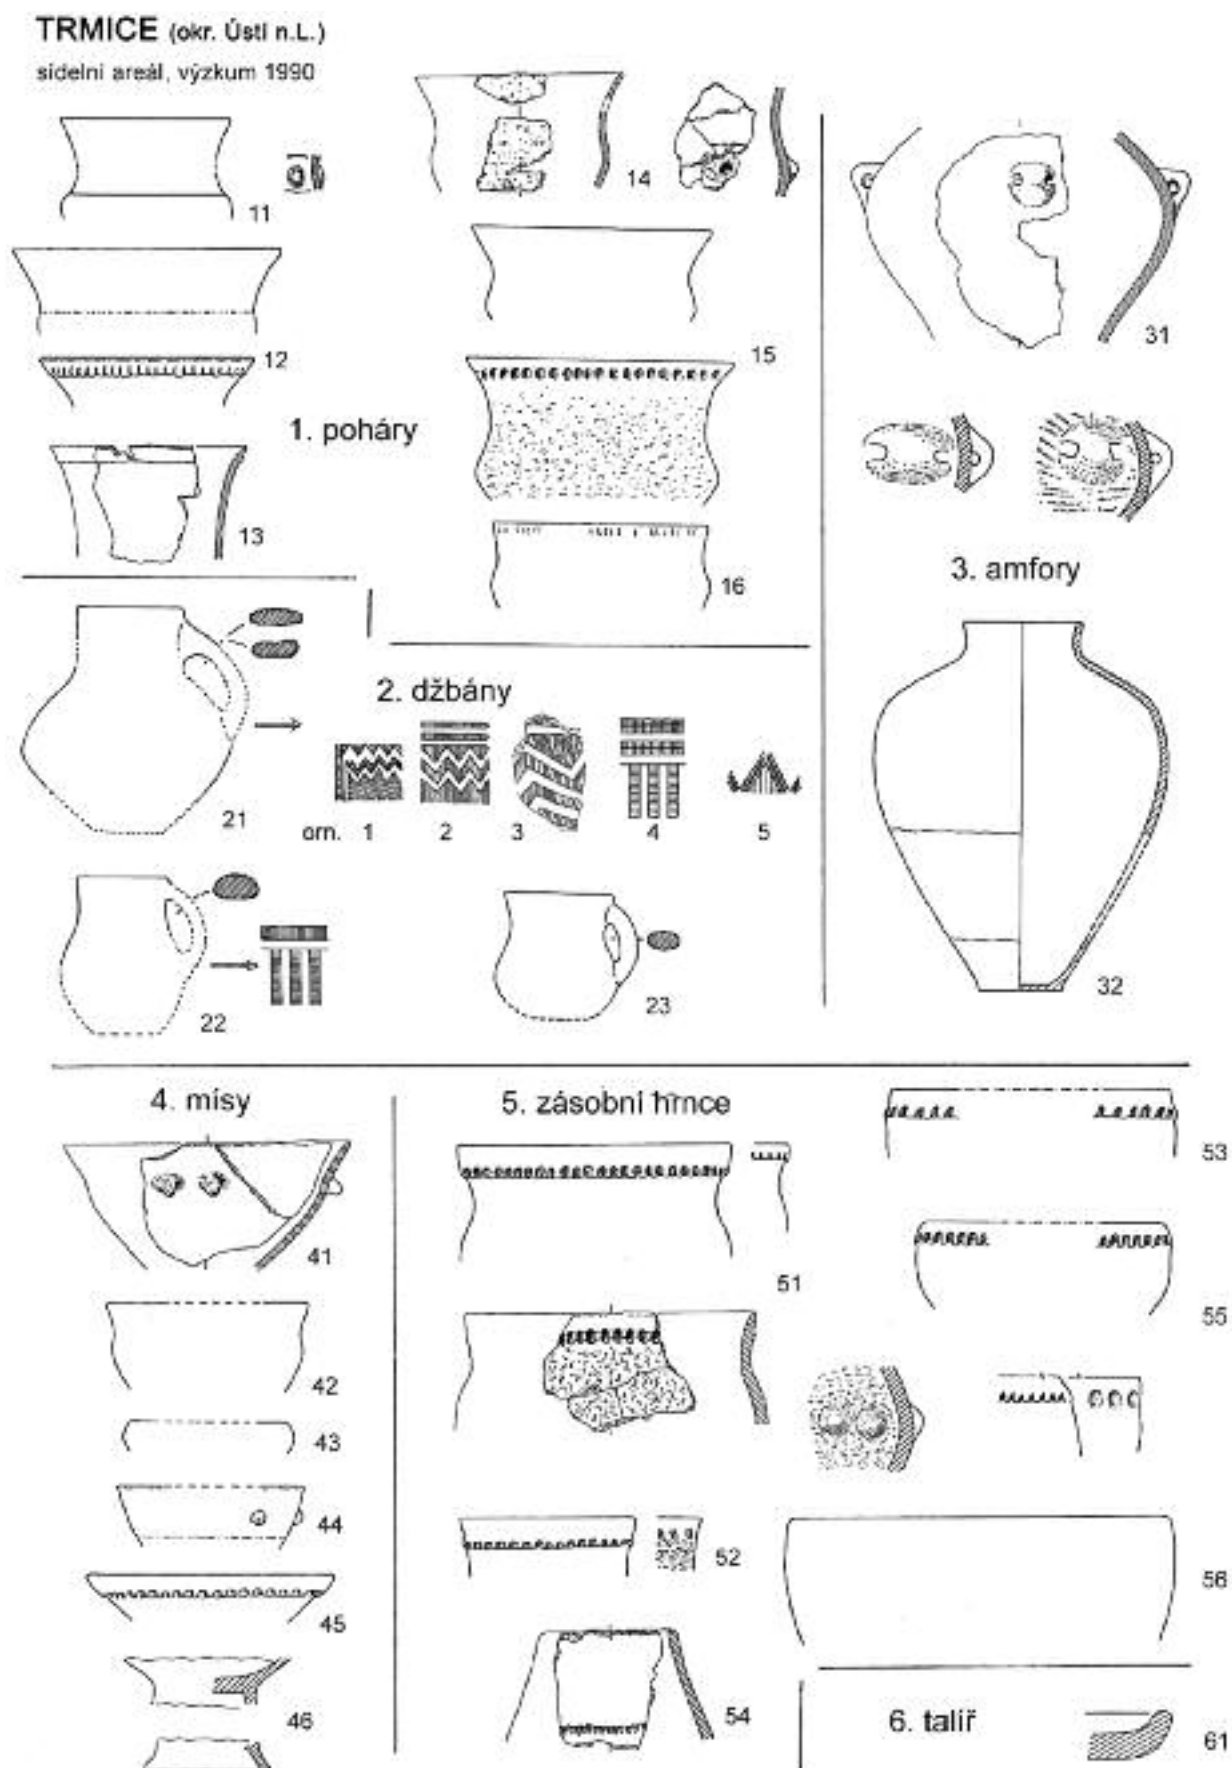 TRMICE (okr. Ústí n.L.)
sídelní areál, výzkum 1990
11
14
12
15
1. poháry
13
16
31
3. amfory
32
2. džbány
21
orn. 1 2 3 4 5
22
23
4. mísy
41
42
43
44
45
46
5. zásobní hrnce
51
53
55
52
56
54
6. talíř
61